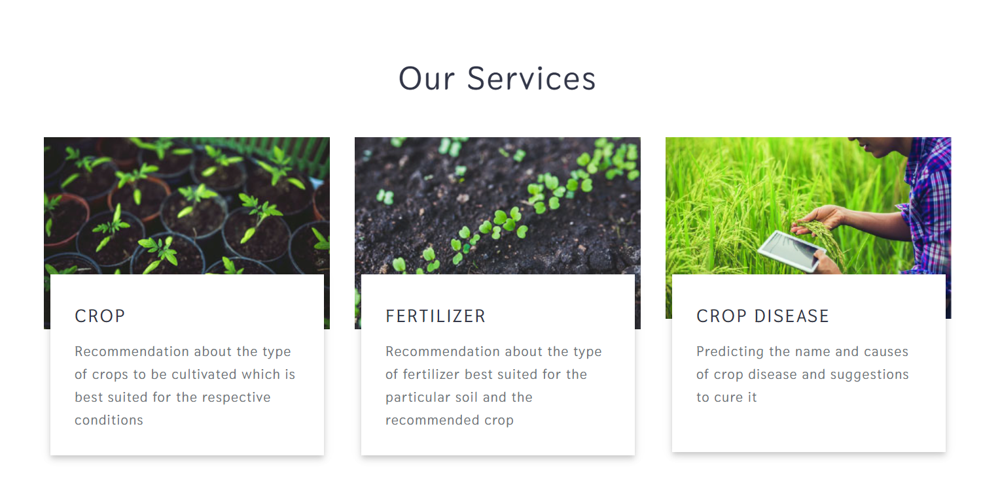 Our Services
CROP
Recommendation about the type
of crops to be cultivated which is
best suited for the respective
conditions
FERTILIZER
Recommendation about the type
of fertilizer best suited for the
particular soil and the
recommended crop
CROP DISEASE
Predicting the name and causes
of crop disease and suggestions
to cure it